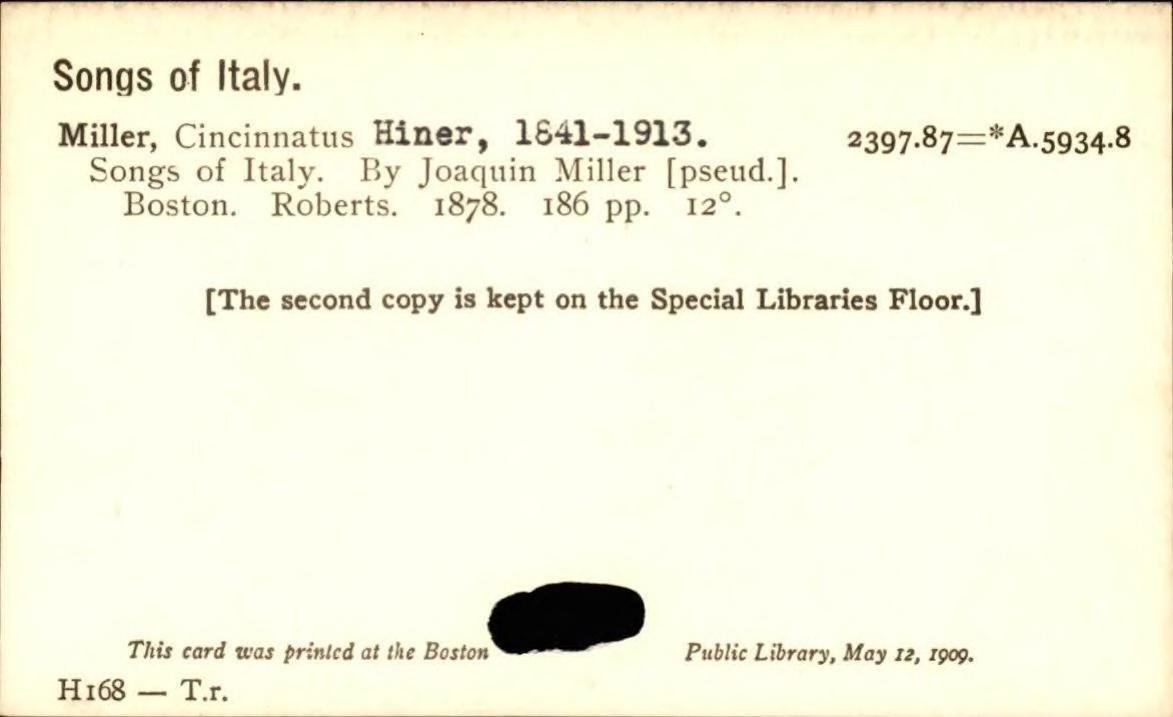 Songs of Italy.
Miller, Cincinnatus Hiner, 1841-1913. 2397.87=*A.5934.8
Songs of Italy. By Joaquin Miller [pseud.].
Boston. Roberts. 1878. 186 pp. 12°.
[The second copy is kept on the Special Libraries Floor.]
This card was printed at the Boston Public Library, May 12, 1909.
H168 — T.r.